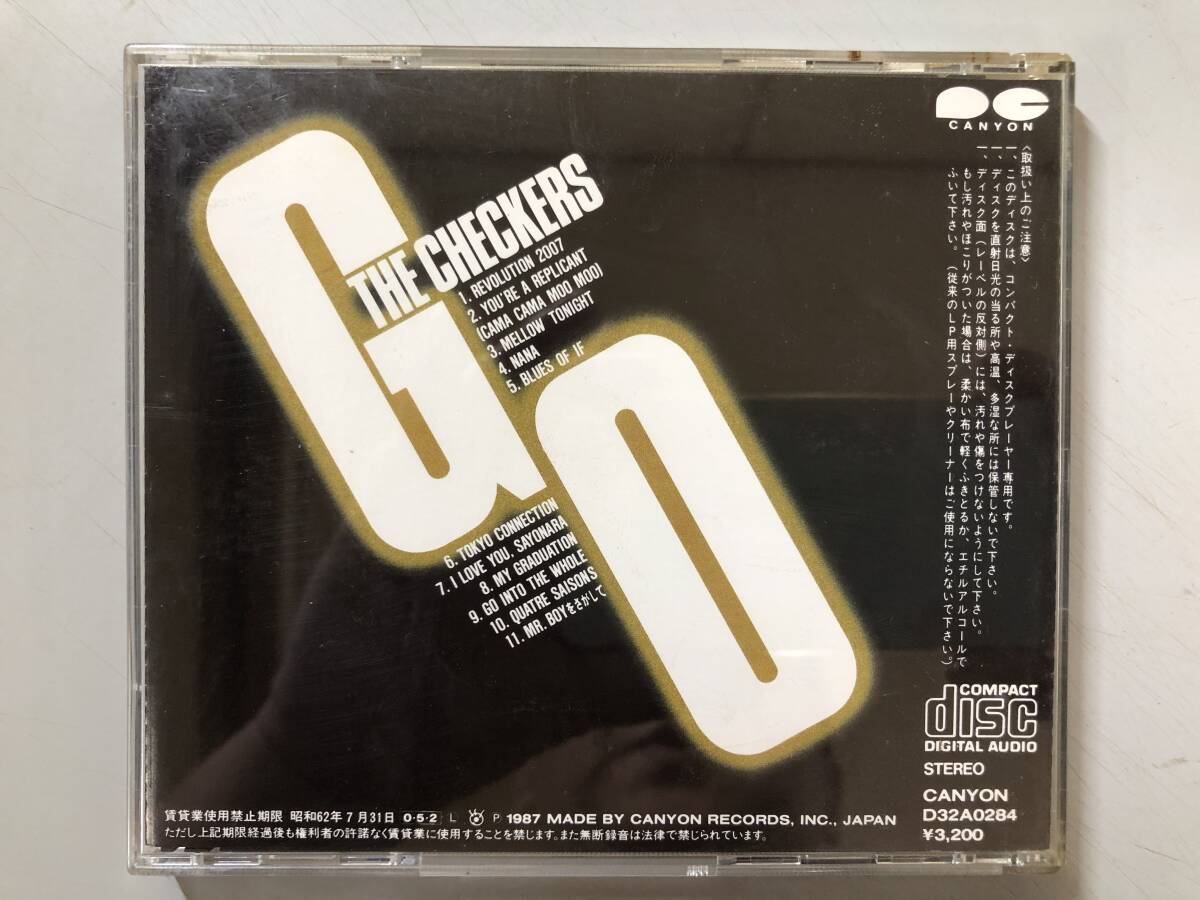 GO
THE CHECKERS
1. REVOLUTION 2007
2. YOU'RE A REPLICANT
(CAMA CAMA MOO MOO)
3. MELLOW TONIGHT
4. NANA
5. BLUES OF IF
6. TOKYO CONNECTION
7. I LOVE YOU, SAYONARA
8. MY GRADUATION
9. GO INTO THE WHOLE
10. QUATRE SAISONS
11. MR. BOYをさがして
PC
CANYON
〈取扱い上のご注意〉
一、このディスクは、コンパクト・ディスクプレーヤー専用です。
一、ディスクを直射日光の当る所や高温、多湿な所には保管しないで下さい。
一、ディスク面（レーベルの反対側）には、汚れや傷をつけないようにして下さい。
もし汚れやほこりがついた場合は、柔かい布で軽くふきとるか、エチルアルコールで
ふいて下さい。（従来のLP用スプレーやクリーナーはご使用にならないで下さい。）
COMPACT
disc
DIGITAL AUDIO
STEREO
CANYON
D32A0284
¥3,200
賃貸業使用禁止期限 昭和62年7月31日 0・5・2 L Ⓟ 1987 MADE BY CANYON RECORDS, INC., JAPAN
ただし上記期限経過後も権利者の許諾なく賃貸業に使用することを禁じます。また無断録音は法律で禁じられています。